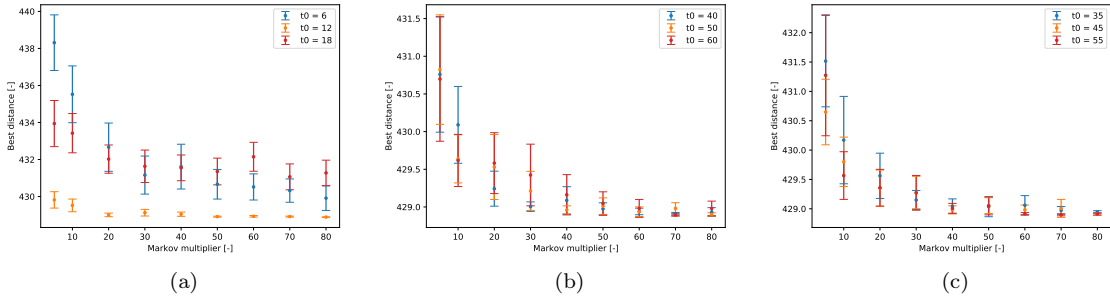 440
438
436
434
432
430
Best distance [-]
10 20 30 40 50 60 70 80
Markov multiplier [-]
t0 = 6
t0 = 12
t0 = 18
(a)
431.5
431.0
430.5
430.0
429.5
429.0
Best distance [-]
10 20 30 40 50 60 70 80
Markov multiplier [-]
t0 = 40
t0 = 50
t0 = 60
(b)
432.0
431.5
431.0
430.5
430.0
429.5
429.0
Best distance [-]
10 20 30 40 50 60 70 80
Markov multiplier [-]
t0 = 35
t0 = 45
t0 = 55
(c)